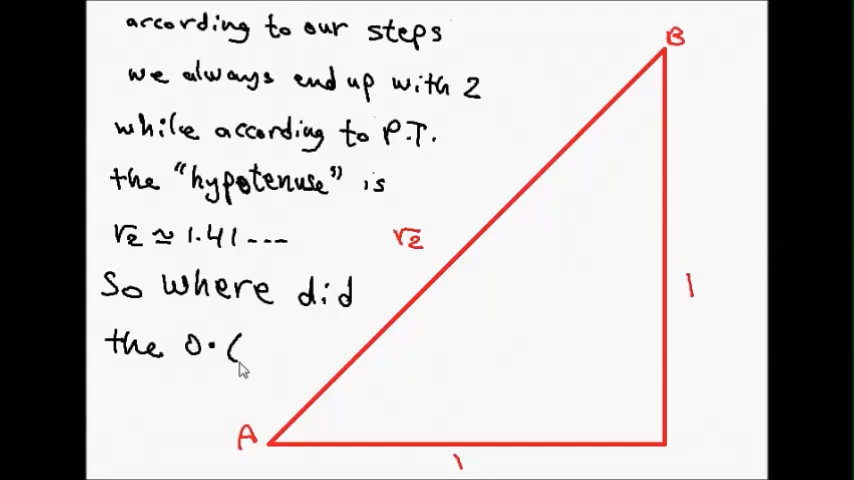 according to our steps
we always end up with 2
while according to P.T.
the "hypotenuse" is
√2 ≃ 1.41 ---
So where did
the 0.(
B
√2
1
A
1